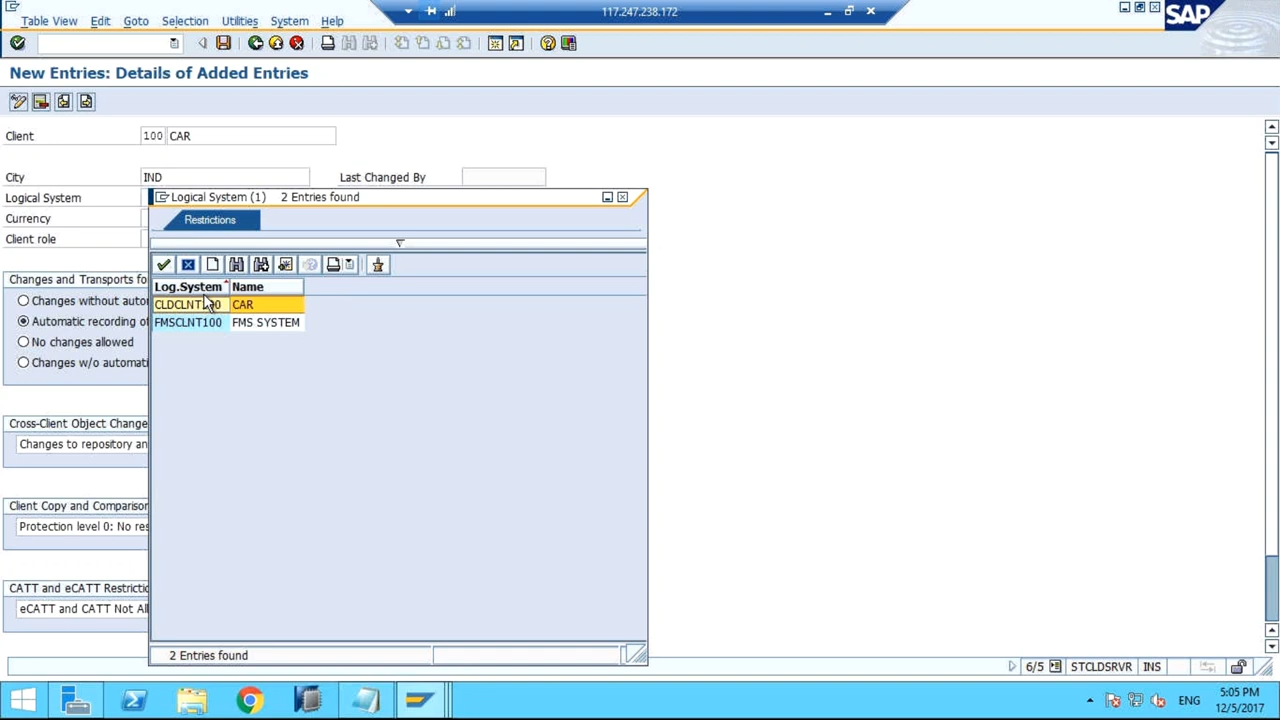 117.247.238.172
Table View Edit Goto Selection Utilities System Help
SAP
New Entries: Details of Added Entries
Client 100 CAR
City IND Last Changed By
Logical System
Currency
Client role
Logical System (1) 2 Entries found
Restrictions
Log.System Name
CAR
FMSCLNT100 FMS SYSTEM
2 Entries found
Changes and Transports fo
Changes without auto
Automatic recording o
No changes allowed
Changes w/o automati
Cross-Client Object Change
Changes to repository an
Client Copy and Comparison
Protection level 0: No res
CATT and eCATT Restrictio
eCATT and CATT Not All
6/5 STCLDSRVR INS
ENG
5:05 PM
12/5/2017